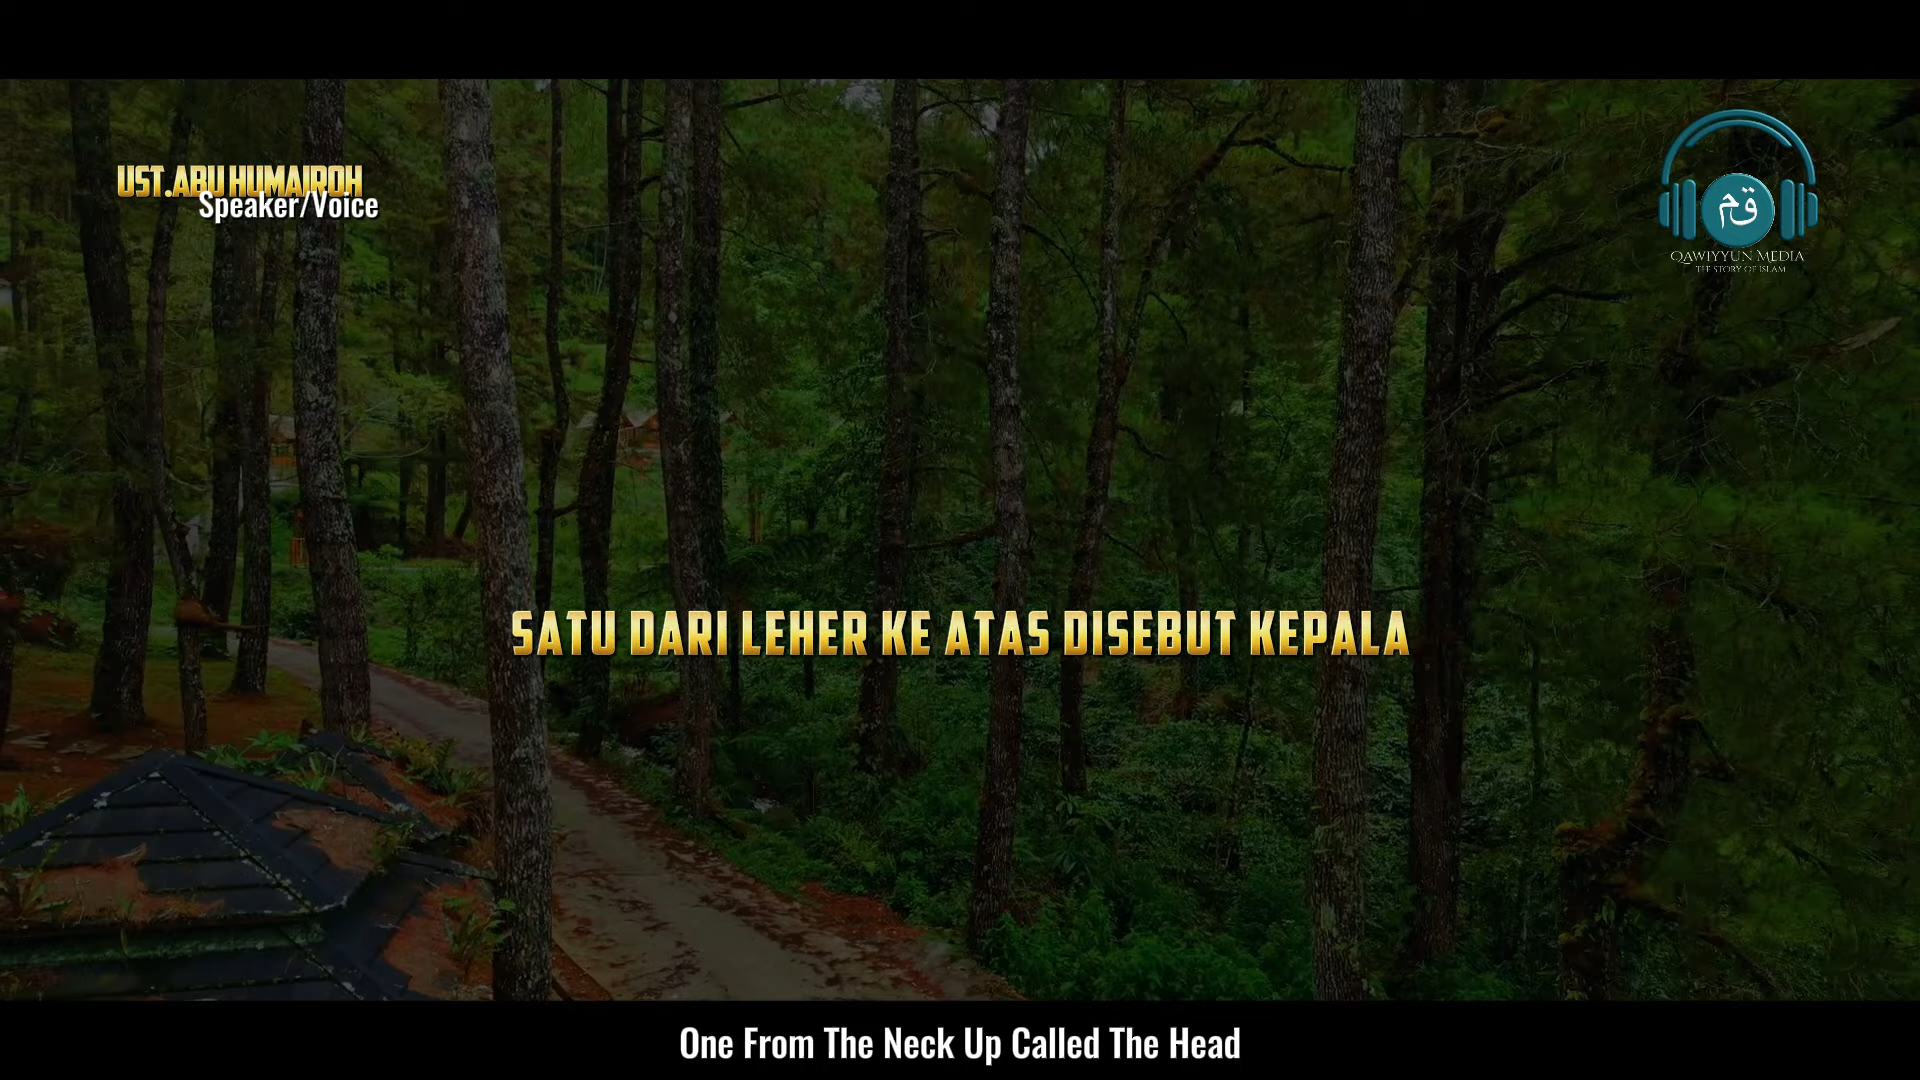 UST.ABU HUMAIROH
Speaker/Voice
قم
QAWIYYUN MEDIA
THE STORY OF ISLAM
SATU DARI LEHER KE ATAS DISEBUT KEPALA
One From The Neck Up Called The Head